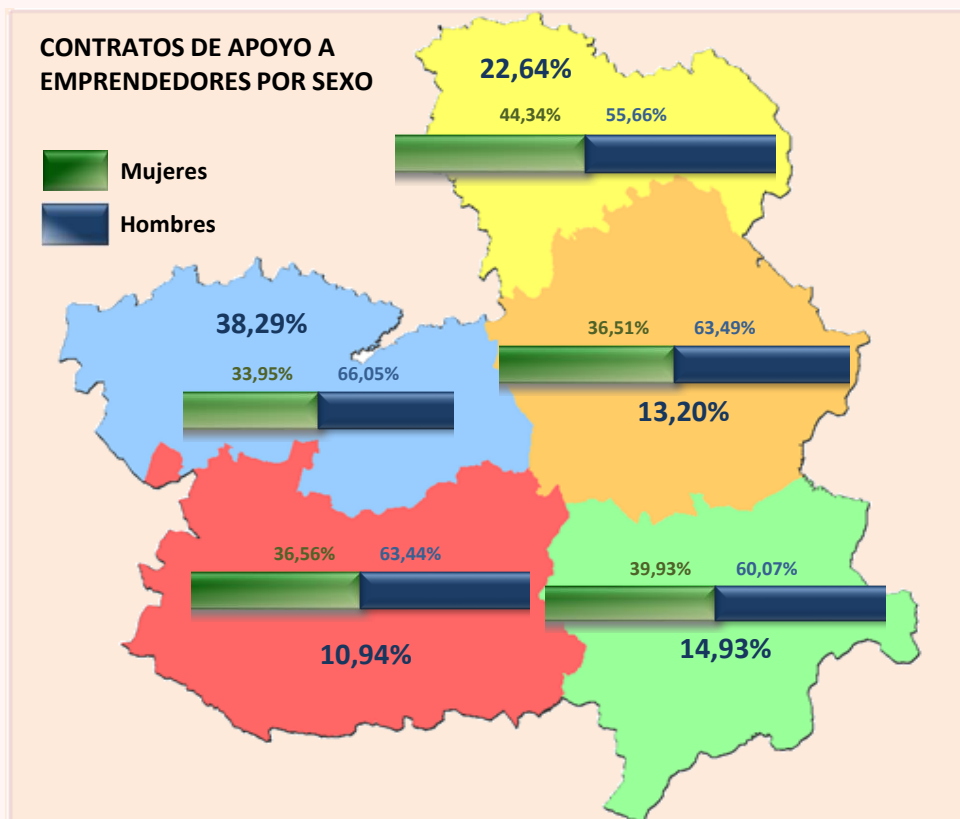 CONTRATOS DE APOYO A
EMPRENDEDORES POR SEXO
Mujeres
Hombres
22,64%
44,34% 55,66%
38,29%
33,95% 66,05%
36,51% 63,49%
13,20%
36,56% 63,44%
10,94%
39,93% 60,07%
14,93%